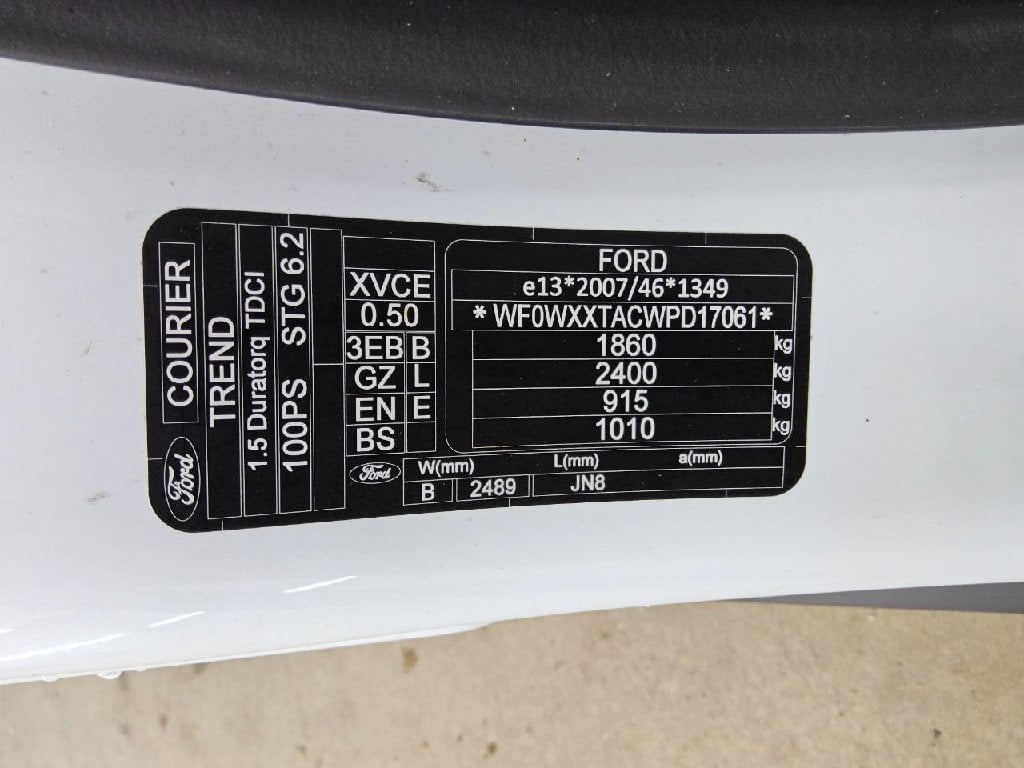 COURIER
TREND
1.5 Duratorq TDCI
100PS STG 6.2
Ford
XVCE
0.50
3EB B
GZ L
EN E
BS
FORD
e13*2007/46*1349
*WF0WXXTACWPD17061*
1860 kg
2400 kg
915 kg
1010 kg
Ford
W(mm) L(mm) a(mm)
B 2489 JN8